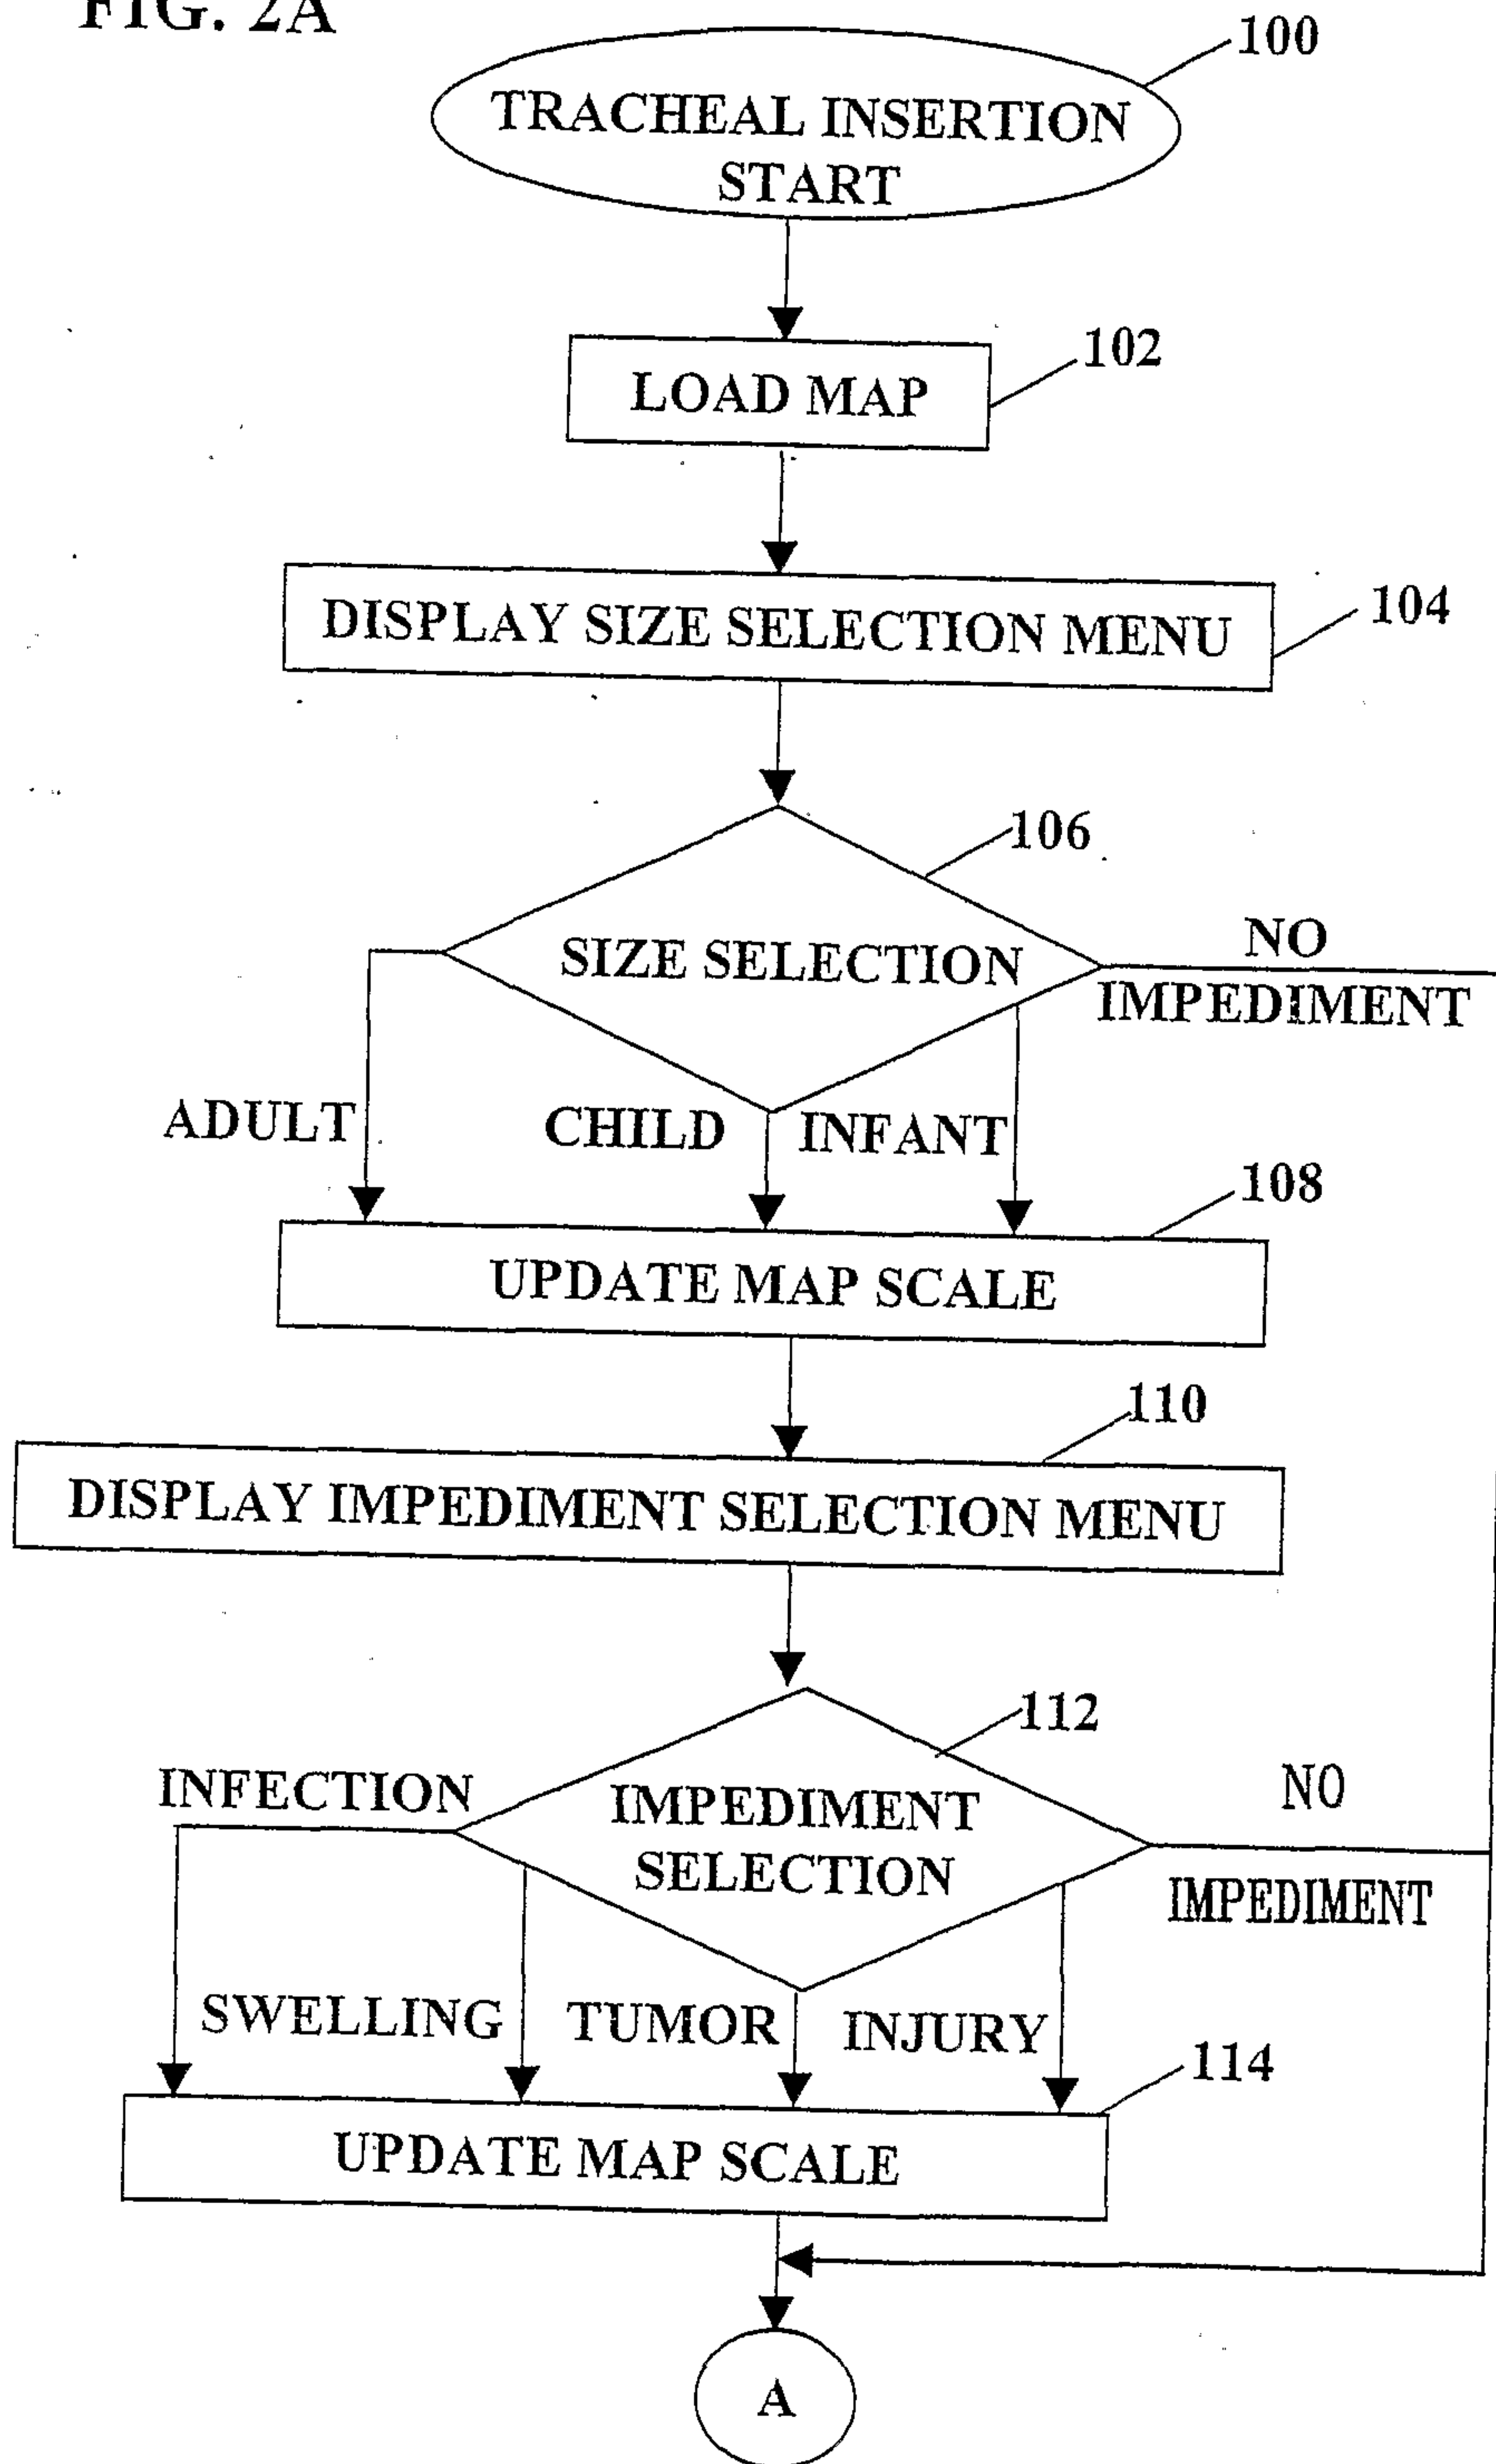 FIG. 2A
100
TRACHEAL INSERTION
START
102
LOAD MAP
104
DISPLAY SIZE SELECTION MENU
106
SIZE SELECTION
NO
IMPEDIMENT
ADULT
CHILD
INFANT
108
UPDATE MAP SCALE
110
DISPLAY IMPEDIMENT SELECTION MENU
112
INFECTION
IMPEDIMENT
SELECTION
NO
IMPEDIMENT
SWELLING
TUMOR
INJURY
114
UPDATE MAP SCALE
A